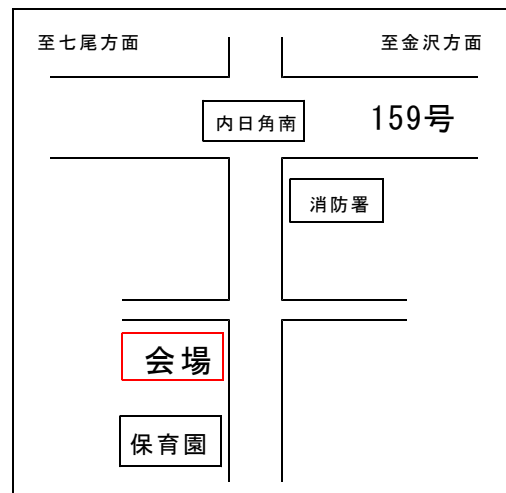 至七尾方面
至金沢方面
内日角南
159号
消防署
会場
保育園